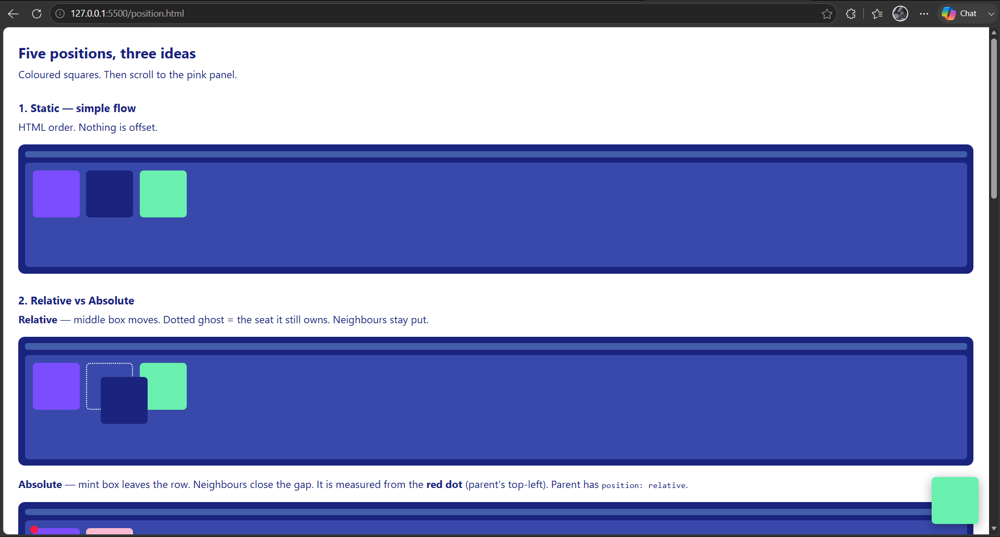 127.0.0.1:5500/position.html
Chat
Five positions, three ideas
Coloured squares. Then scroll to the pink panel.
1. Static — simple flow
HTML order. Nothing is offset.
2. Relative vs Absolute
Relative — middle box moves. Dotted ghost = the seat it still owns. Neighbours stay put.
Absolute — mint box leaves the row. Neighbours close the gap. It is measured from the red dot (parent's top-left). Parent has position: relative.